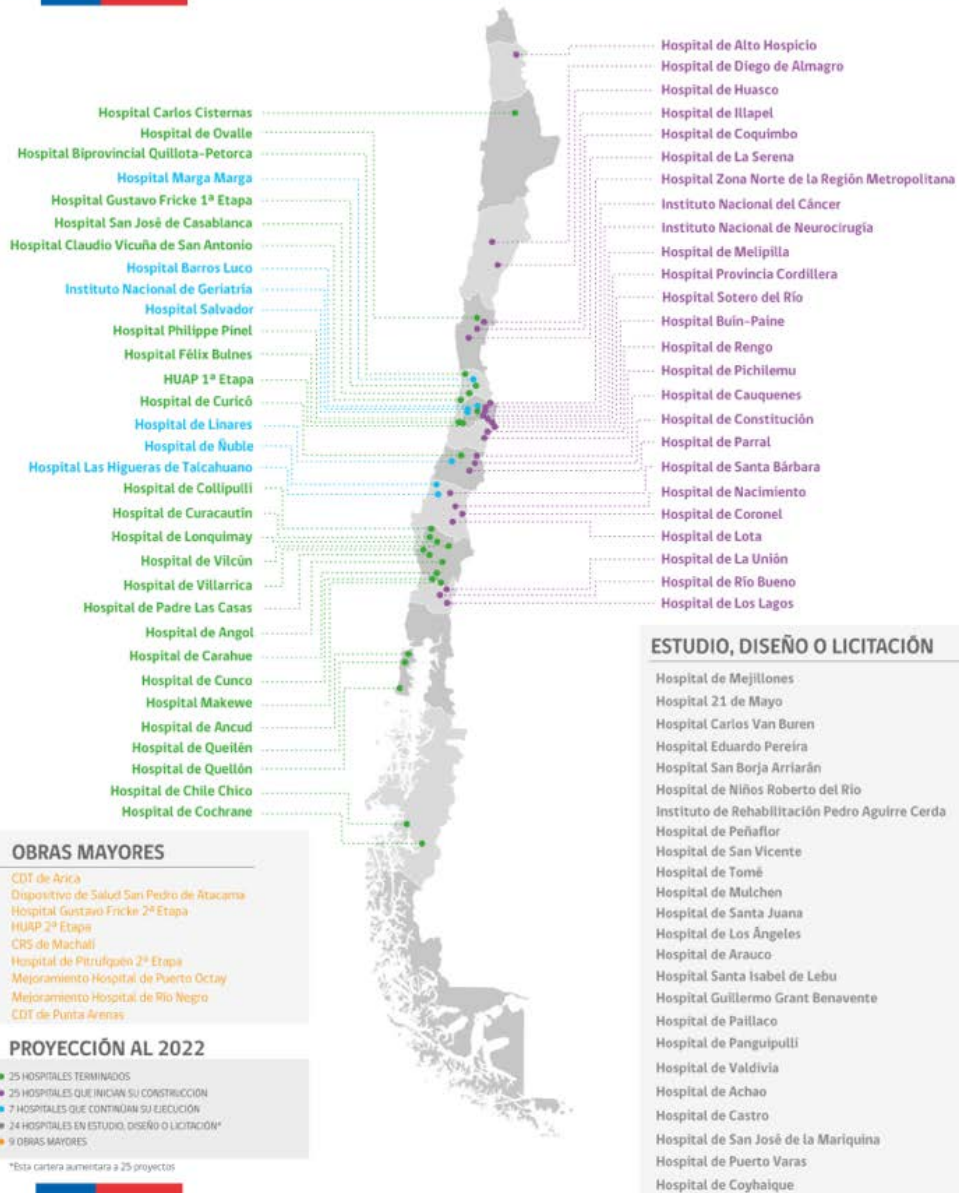 Hospital Carlos Cisternas
Hospital de Ovalle
Hospital Biprovincial Quillota-Petorca
Hospital Marga Marga
Hospital Gustavo Fricke 1ª Etapa
Hospital San José de Casablanca
Hospital Claudio Vicuña de San Antonio
Hospital Barros Luco
Instituto Nacional de Geriatría
Hospital Salvador
Hospital Philippe Pinel
Hospital Félix Bulnes
HUAP 1ª Etapa
Hospital de Curicó
Hospital de Linares
Hospital de Ñuble
Hospital Las Higueras de Talcahuano
Hospital de Collipulli
Hospital de Curacautín
Hospital de Lonquimay
Hospital de Vilcún
Hospital de Villarrica
Hospital de Padre Las Casas
Hospital de Angol
Hospital de Carahue
Hospital de Cunco
Hospital Makewe
Hospital de Ancud
Hospital de Queilén
Hospital de Quellón
Hospital de Chile Chico
Hospital de Cochrane
Hospital de Alto Hospicio
Hospital de Diego de Almagro
Hospital de Huasco
Hospital de Illapel
Hospital de Coquimbo
Hospital de La Serena
Hospital Zona Norte de la Región Metropolitana
Instituto Nacional del Cáncer
Instituto Nacional de Neurocirugía
Hospital de Melipilla
Hospital Provincia Cordillera
Hospital Sotero del Río
Hospital Buin-Paine
Hospital de Rengo
Hospital de Pichilemu
Hospital de Cauquenes
Hospital de Constitución
Hospital de Parral
Hospital de Santa Bárbara
Hospital de Nacimiento
Hospital de Coronel
Hospital de Lota
Hospital de La Unión
Hospital de Río Bueno
Hospital de Los Lagos
OBRAS MAYORES
CDT de Arica
Dispositivo de Salud San Pedro de Atacama
Hospital Gustavo Fricke 2ª Etapa
HUAP 2ª Etapa
CRS de Machalí
Hospital de Pitrufquén 2ª Etapa
Mejoramiento Hospital de Puerto Octay
Mejoramiento Hospital de Río Negro
CDT de Punta Arenas
PROYECCIÓN AL 2022
25 HOSPITALES TERMINADOS
25 HOSPITALES QUE INICIAN SU CONSTRUCCIÓN
7 HOSPITALES QUE CONTINÚAN SU EJECUCIÓN
24 HOSPITALES EN ESTUDIO, DISEÑO O LICITACIÓN*
9 OBRAS MAYORES
*Esta cartera aumentara a 25 proyectos
ESTUDIO, DISEÑO O LICITACIÓN
Hospital de Mejillones
Hospital 21 de Mayo
Hospital Carlos Van Buren
Hospital Eduardo Pereira
Hospital San Borja Arriarán
Hospital de Niños Roberto del Río
Instituto de Rehabilitación Pedro Aguirre Cerda
Hospital de Peñaflor
Hospital de San Vicente
Hospital de Tomé
Hospital de Mulchen
Hospital de Santa Juana
Hospital de Los Ángeles
Hospital de Arauco
Hospital Santa Isabel de Lebu
Hospital Guillermo Grant Benavente
Hospital de Paillaco
Hospital de Panguipulli
Hospital de Valdivia
Hospital de Achao
Hospital de Castro
Hospital de San José de la Mariquina
Hospital de Puerto Varas
Hospital de Coyhaique